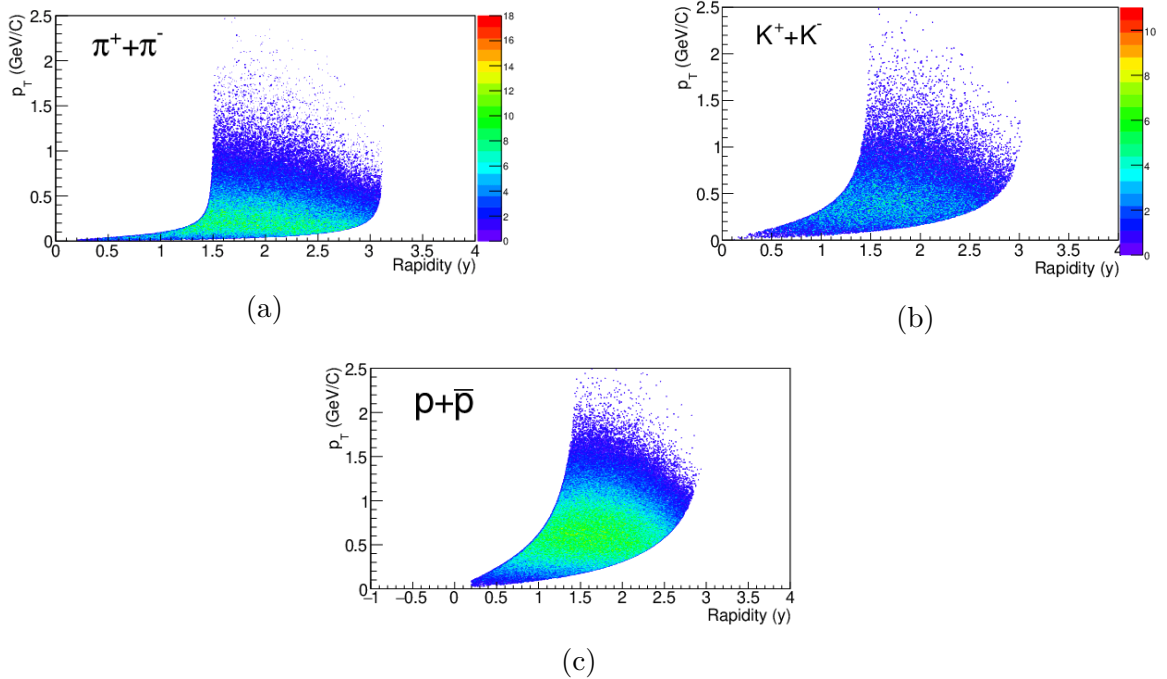 π⁺+π⁻
p_T (GeV/C)
2.5
2
1.5
1
0.5
0
0 0.5 1 1.5 2 2.5 3 3.5 4
Rapidity (y)
18
16
14
12
10
8
6
4
2
0
(a)
K⁺+K⁻
p_T (GeV/C)
2.5
2
1.5
1
0.5
0
0 0.5 1 1.5 2 2.5 3 3.5 4
Rapidity (y)
10
8
6
4
2
0
(b)
p+p̅
p_T (GeV/C)
2.5
2
1.5
1
0.5
0
−1 −0.5 0 0.5 1 1.5 2 2.5 3 3.5 4
Rapidity (y)
(c)